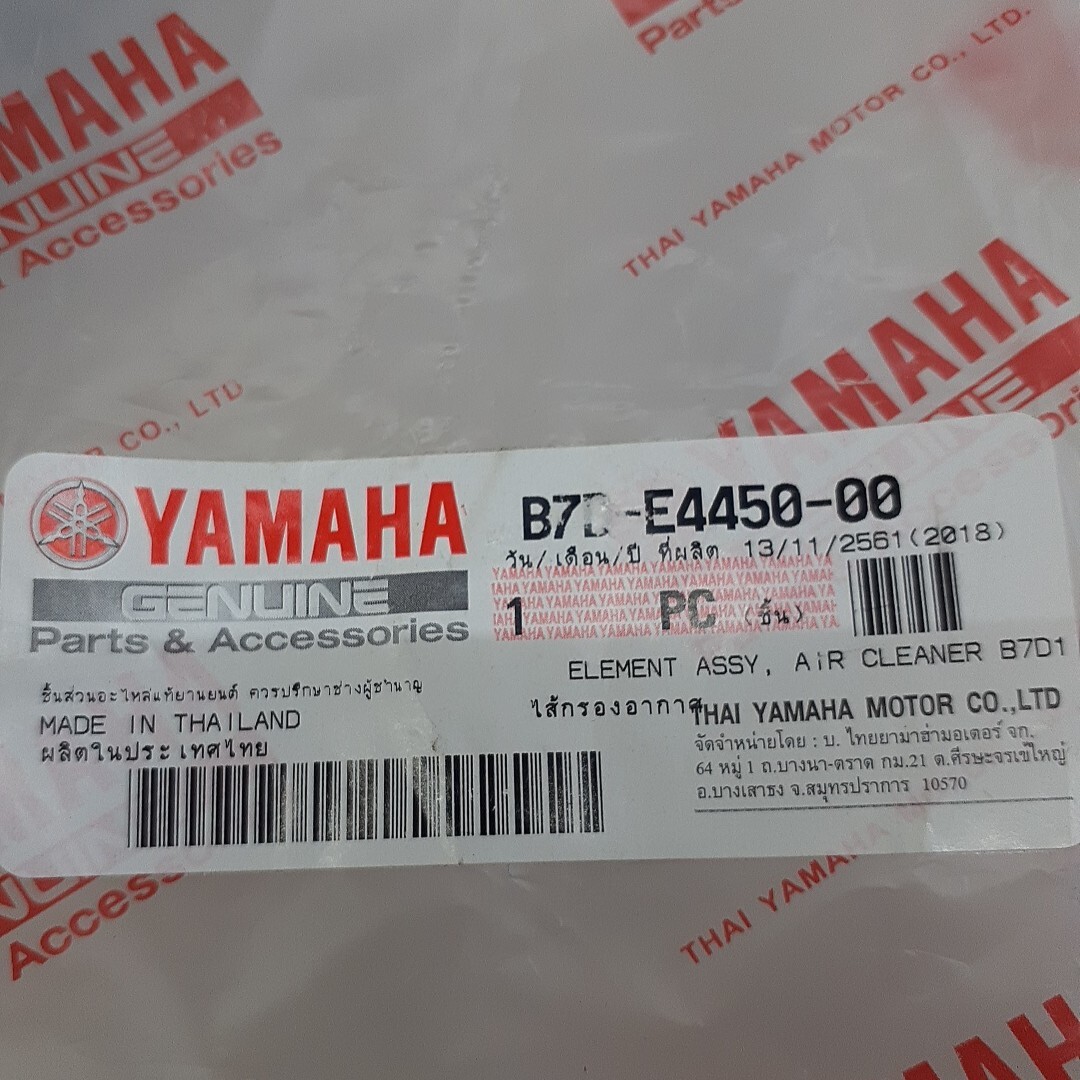 YAMAHA
GENUINE
Accessories
Parts
THAI YAMAHA MOTOR CO., LTD.
YAMAHA
GENUINE
CO., LTD
YAMAHA
GENUINE
Parts & Accessories
ชิ้นส่วนอะไหล่แท้ยานยนต์ ควรปรึกษาช่างผู้ชำนาญ
MADE IN THAILAND
ผลิตในประเทศไทย
B7D-E4450-00
วัน/เดือน/ปี ที่ผลิต 13/11/2561(2018)
1 PC (ชิ้น)
ELEMENT ASSY, AiR CLEANER B7D1
ไส้กรองอากาศ
THAI YAMAHA MOTOR CO.,LTD
จัดจำหน่ายโดย : บ. ไทยยามาฮ่ามอเตอร์ จก.
64 หมู่ 1 ถ.บางนา-ตราด กม.21 ต.ศีรษะจรเข้ใหญ่
อ.บางเสาธง จ.สมุทรปราการ 10570
Accessories
THAI YAMAHA